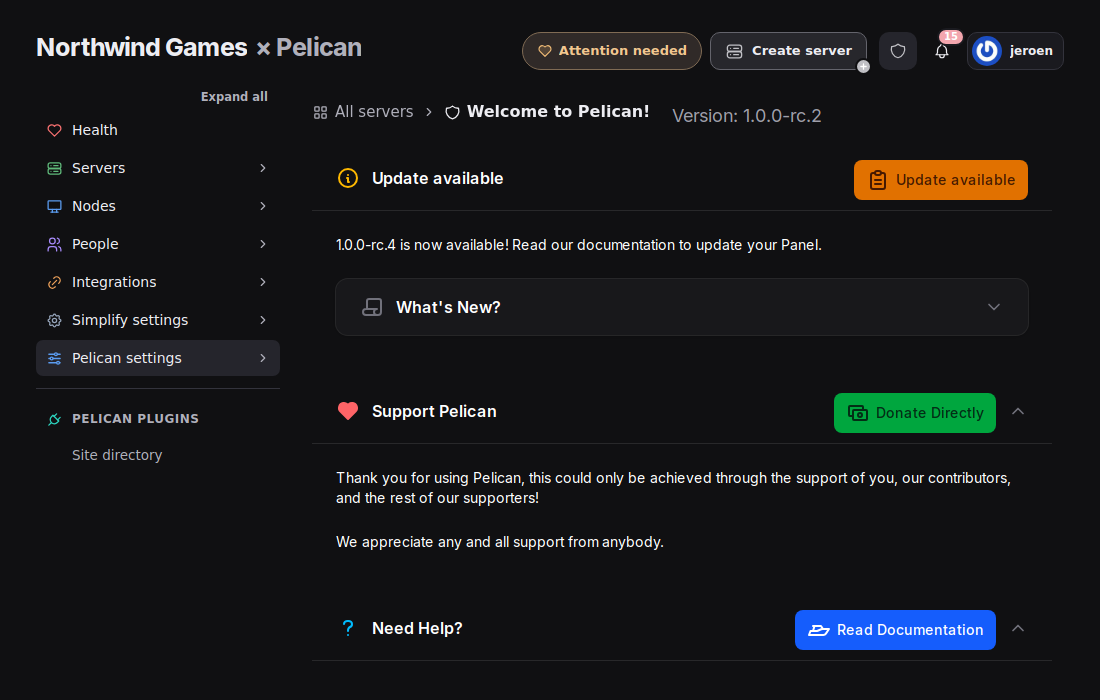 Northwind Games × Pelican
Attention needed
Create server
15
jeroen
Expand all
Health
Servers
Nodes
People
Integrations
Simplify settings
Pelican settings
PELICAN PLUGINS
Site directory
All servers
Welcome to Pelican!
Version: 1.0.0-rc.2
Update available
Update available
1.0.0-rc.4 is now available! Read our documentation to update your Panel.
What's New?
Support Pelican
Donate Directly
Thank you for using Pelican, this could only be achieved through the support of you, our contributors,
and the rest of our supporters!
We appreciate any and all support from anybody.
Need Help?
Read Documentation